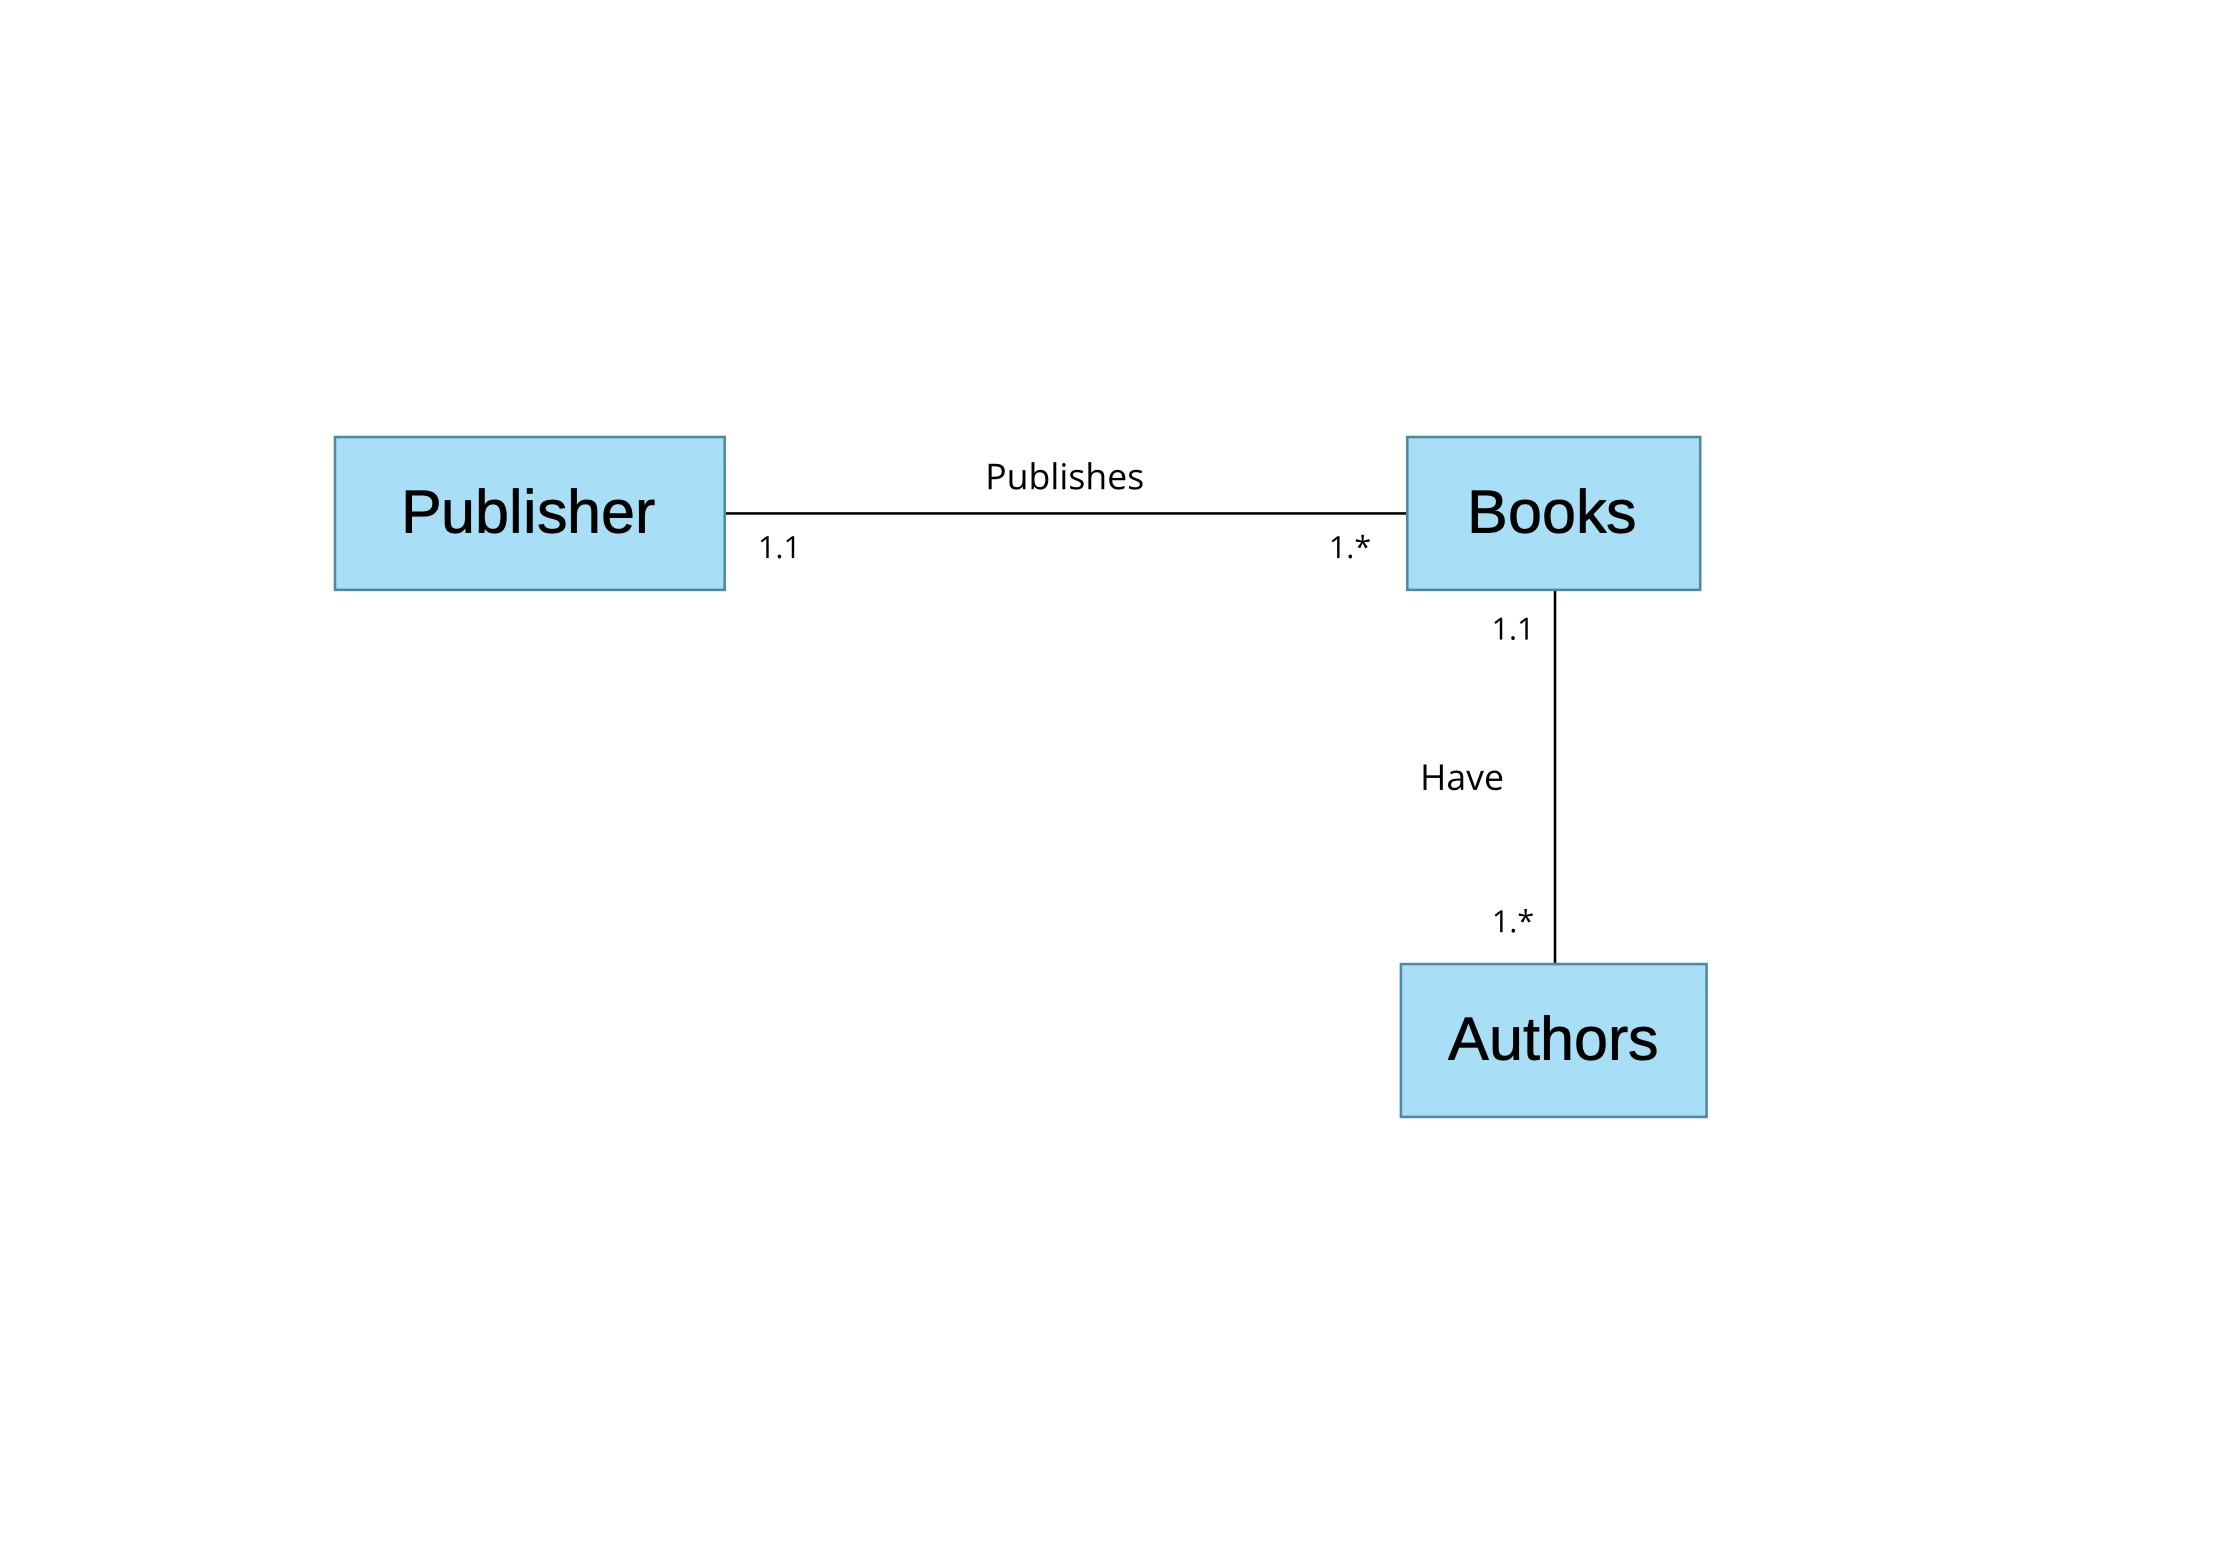 Publisher
Publishes
Books
1.1
1.*
1.1
Have
1.*
Authors